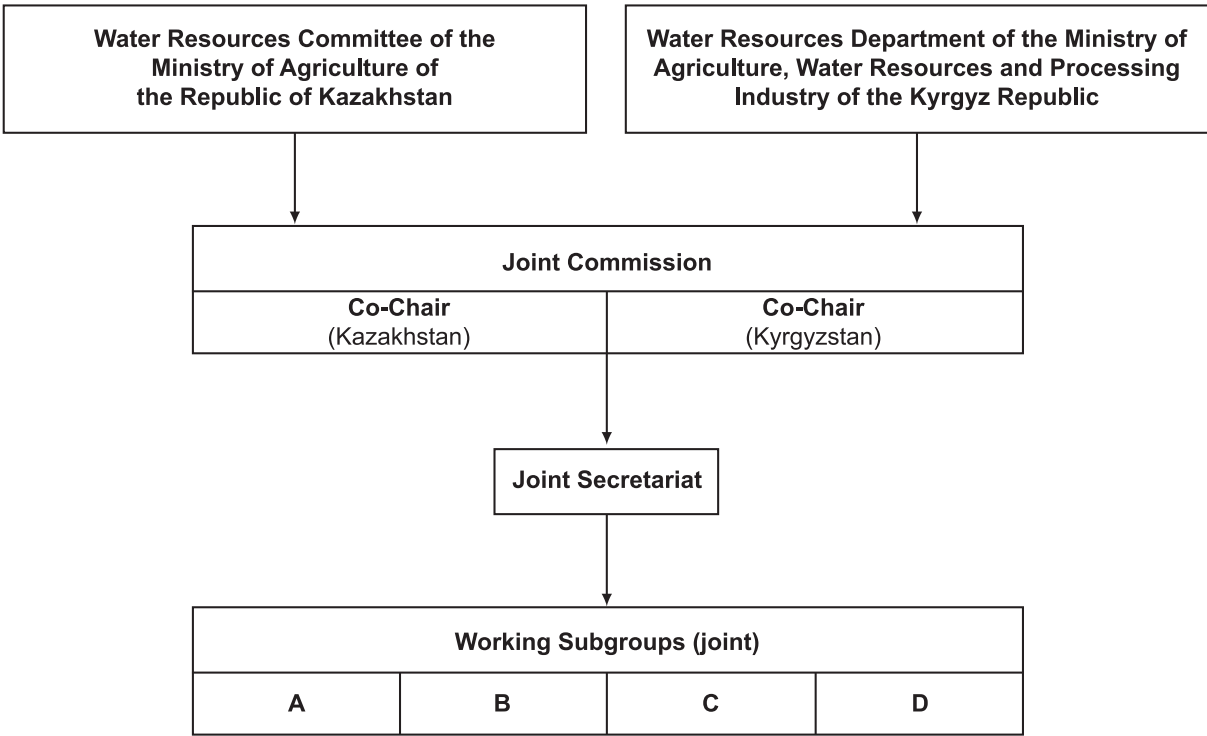 Water Resources Committee of the
Ministry of Agriculture of
the Republic of Kazakhstan
Water Resources Department of the Ministry of
Agriculture, Water Resources and Processing
Industry of the Kyrgyz Republic
Joint Commission
Co-Chair
(Kazakhstan)
Co-Chair
(Kyrgyzstan)
Joint Secretariat
Working Subgroups (joint)
A
B
C
D